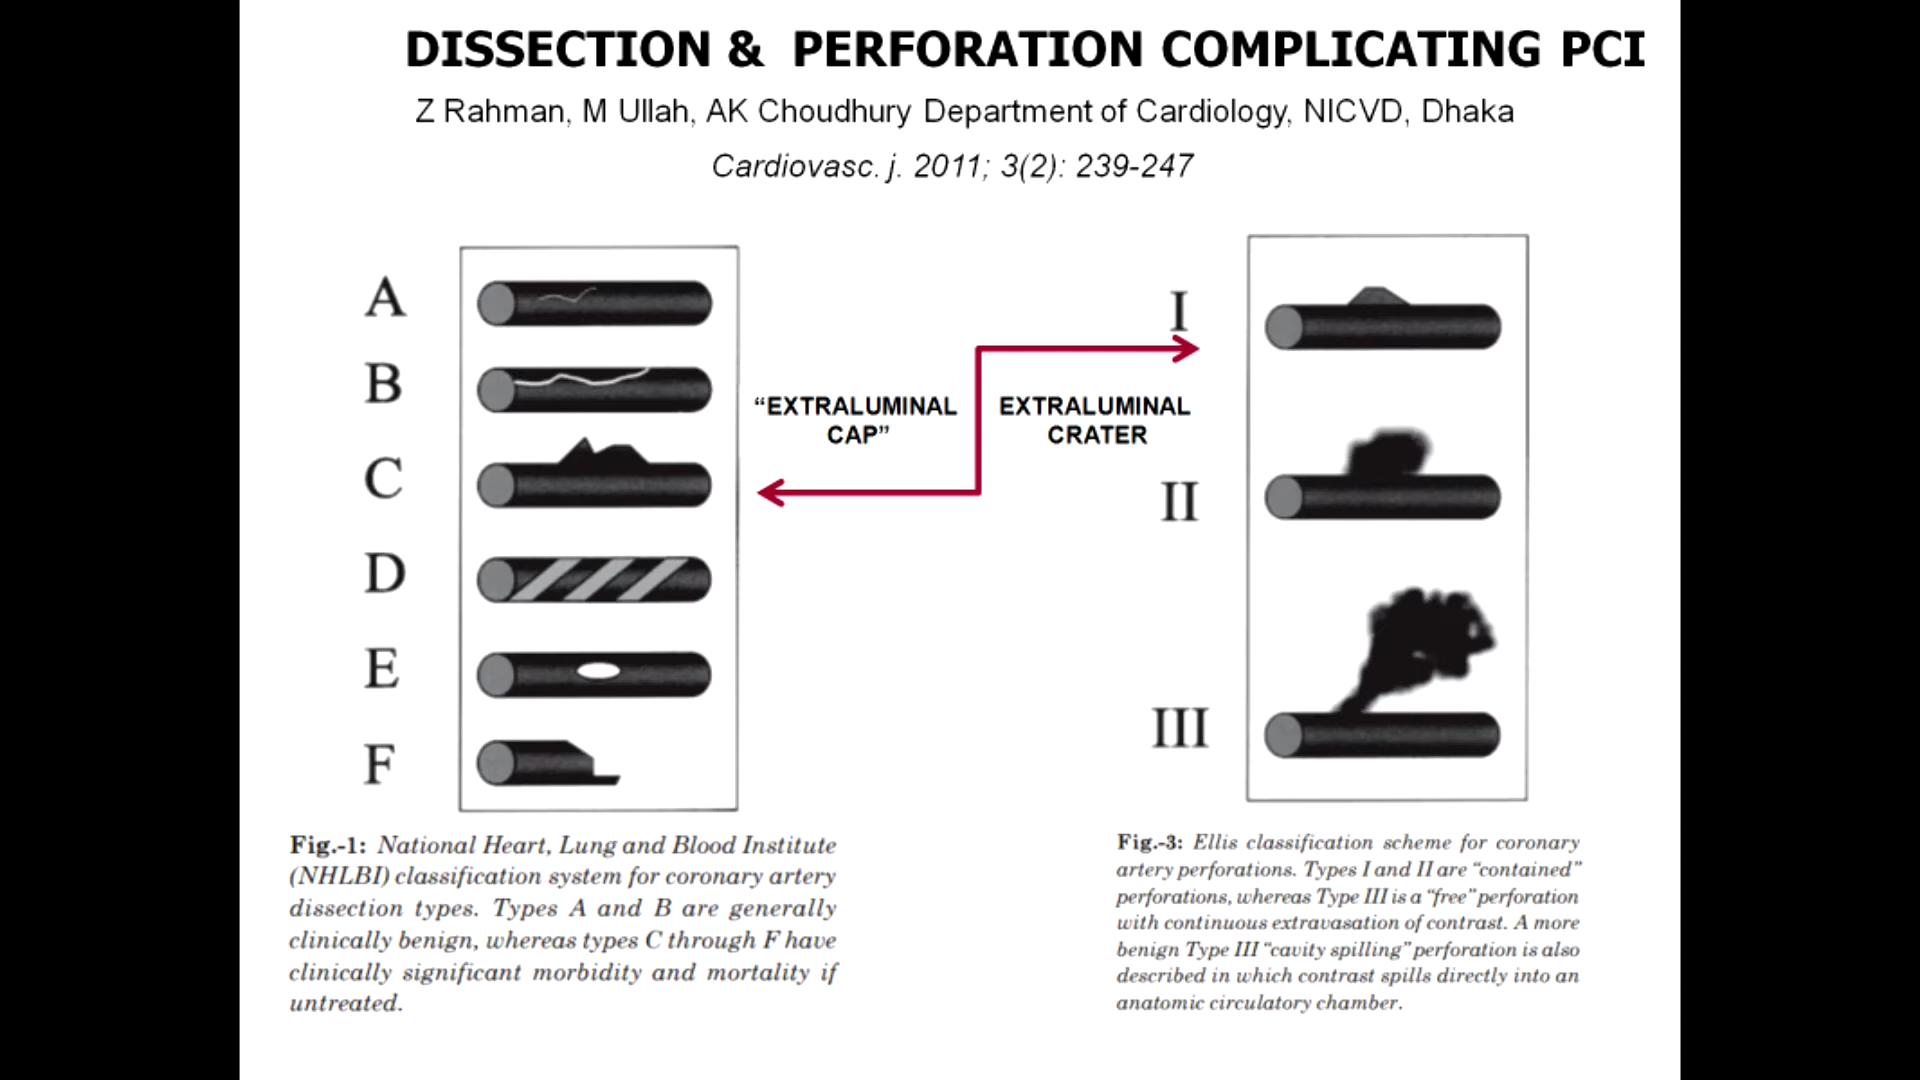 DISSECTION & PERFORATION COMPLICATING PCI
Z Rahman, M Ullah, AK Choudhury Department of Cardiology, NICVD, Dhaka
Cardiovasc. j. 2011; 3(2): 239-247
A
B
C
D
E
F
“EXTRALUMINAL
CAP”
EXTRALUMINAL
CRATER
I
II
III
Fig.-1: National Heart, Lung and Blood Institute
(NHLBI) classification system for coronary artery
dissection types. Types A and B are generally
clinically benign, whereas types C through F have
clinically significant morbidity and mortality if
untreated.
Fig.-3: Ellis classification scheme for coronary
artery perforations. Types I and II are “contained”
perforations, whereas Type III is a “free” perforation
with continuous extravasation of contrast. A more
benign Type III “cavity spilling” perforation is also
described in which contrast spills directly into an
anatomic circulatory chamber.